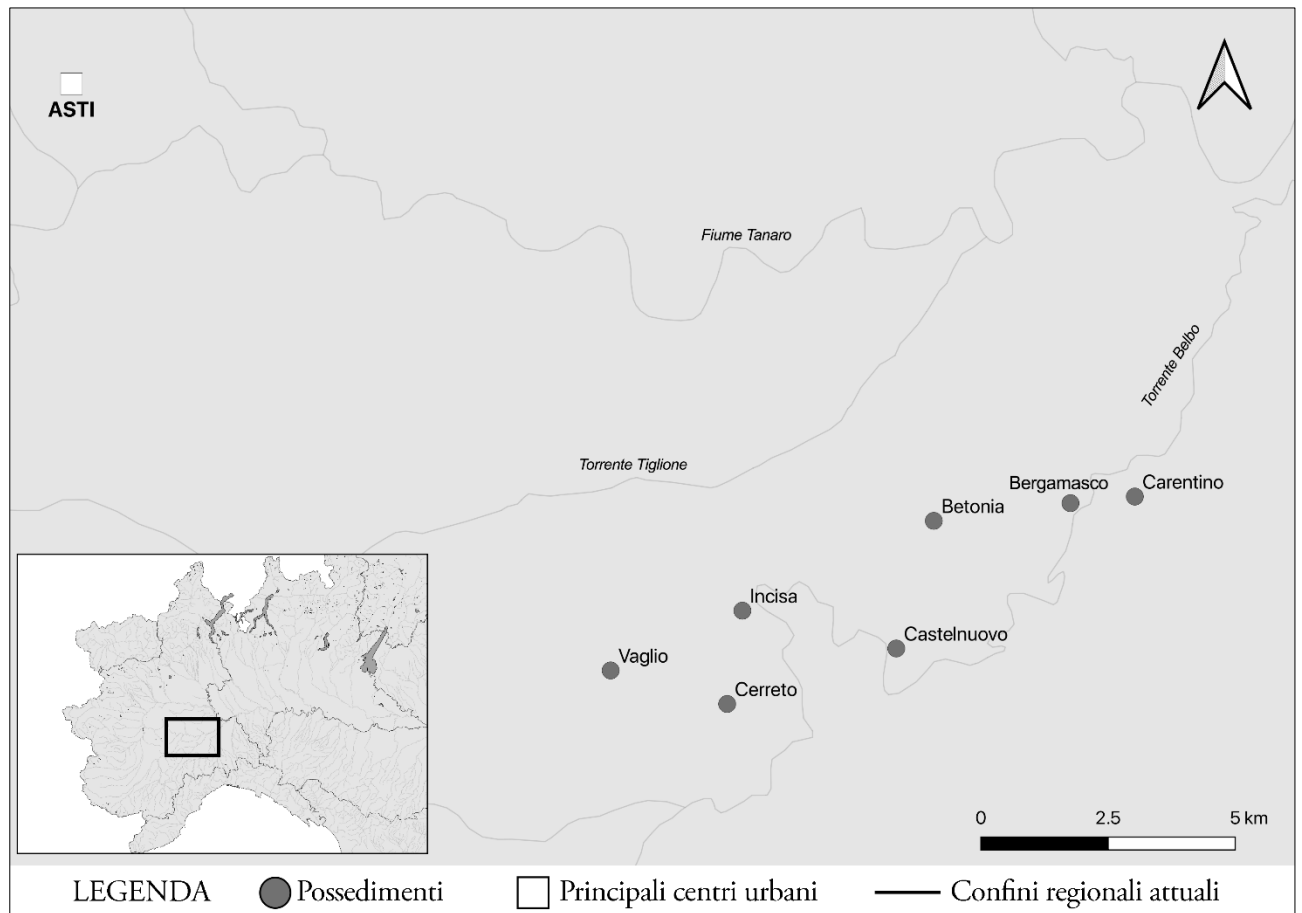 ASTI
Fiume Tanaro
Torrente Belbo
Torrente Tiglione
Bergamasco
Carentino
Betonia
Incisa
Castelnuovo
Vaglio
Cerreto
0 2.5 5 km
LEGENDA Possedimenti Principali centri urbani Confini regionali attuali